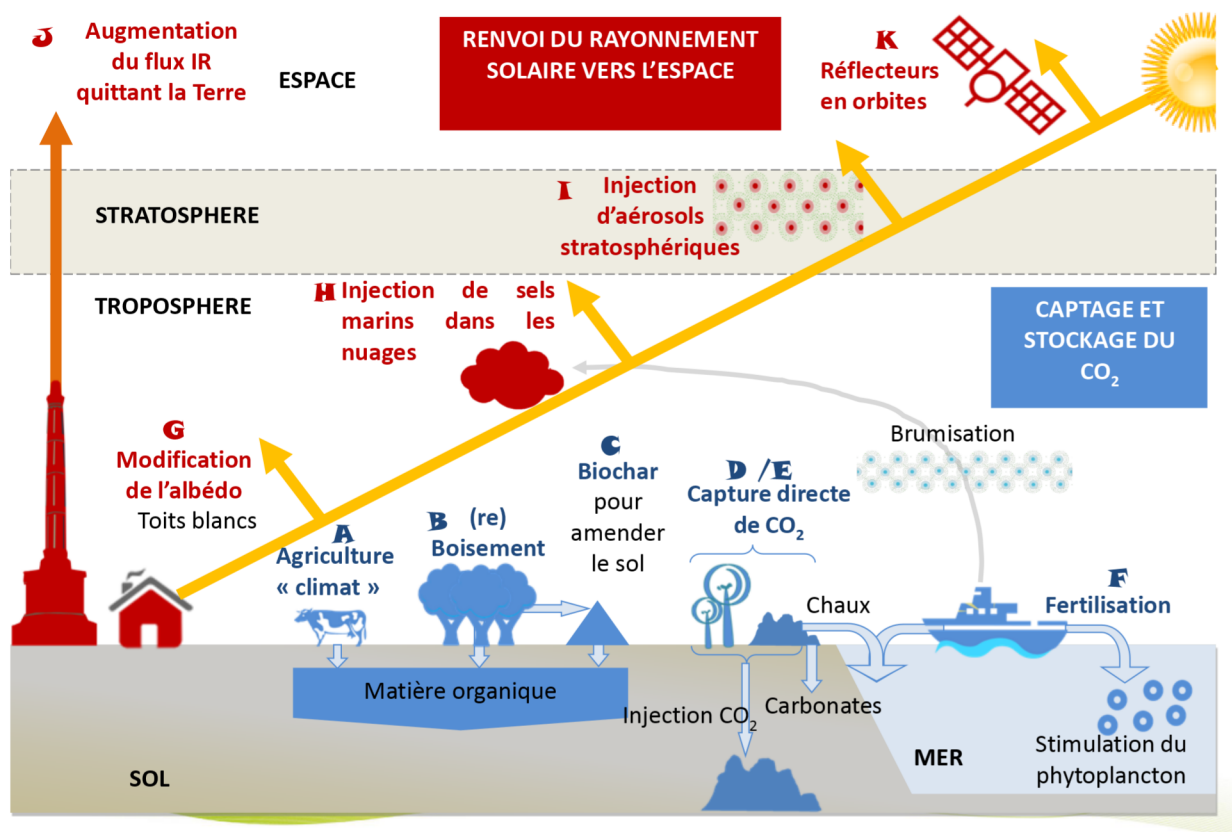 J Augmentation
du flux IR
quittant la Terre
ESPACE
RENVOI DU RAYONNEMENT
SOLAIRE VERS L’ESPACE
K
Réflecteurs
en orbites
STRATOSPHERE
I Injection
d’aérosols
stratosphériques
TROPOSPHERE
H Injection de sels
marins dans les
nuages
CAPTAGE ET
STOCKAGE DU
CO₂
G
Modification
de l’albédo
Toits blancs
A
Agriculture
« climat »
B (re)
Boisement
C
Biochar
pour
amender
le sol
D /E
Capture directe
de CO₂
Brumisation
Chaux
F
Fertilisation
Matière organique
Injection CO₂
Carbonates
Stimulation du
phytoplancton
SOL
MER